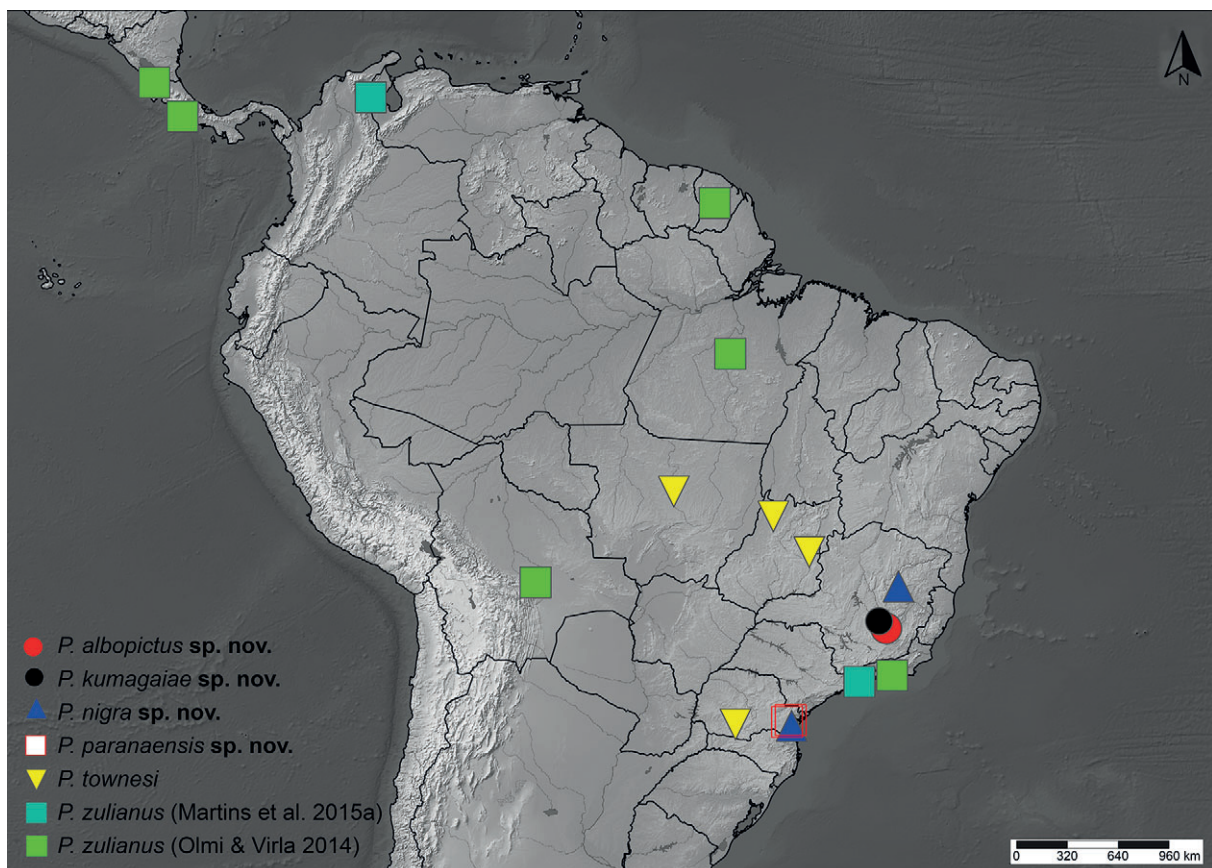 N
P. albopictus sp. nov.
P. kumagaiae sp. nov.
P. nigra sp. nov.
P. paranaensis sp. nov.
P. townesi
P. zulianus (Martins et al. 2015a)
P. zulianus (Olmi & Virla 2014)
0 320 640 960 km